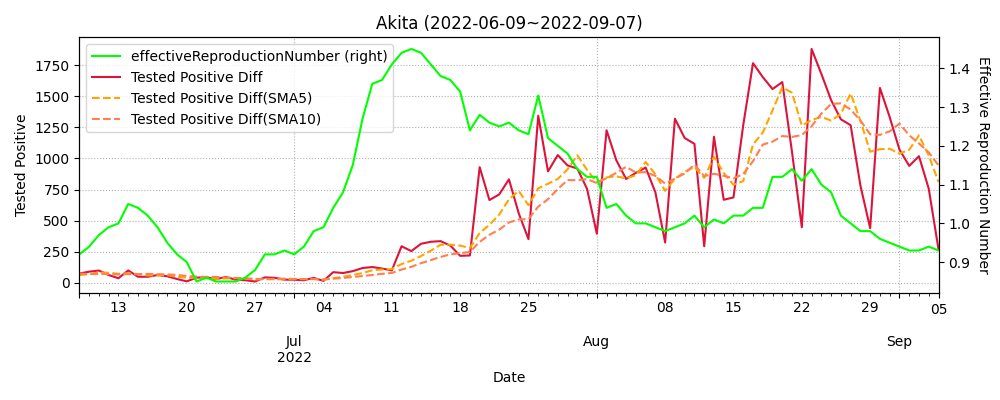 Akita (2022-06-09~2022-09-07)
effectiveReproductionNumber (right)
Tested Positive Diff
Tested Positive Diff(SMA5)
Tested Positive Diff(SMA10)
Tested Positive
1750
1500
1250
1000
750
500
250
0
1.4
1.3
1.2
1.1
1.0
0.9
Effective Reproduction Number
13 20 27 04 11 18 25 08 15 22 29 05
Jul Aug Sep
2022
Date